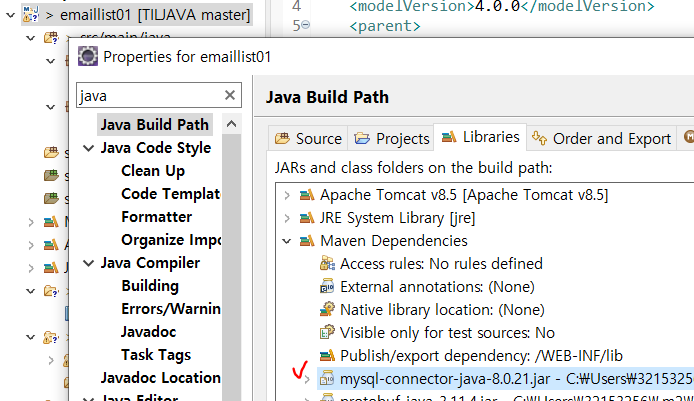 > emaillist01 [TILJAVA master]
4 <modelVersion>4.0.0</modelVersion>
5 <parent>
> src/main/java
Properties for emaillist01
java
Java Build Path
Java Code Style
Clean Up
Code Templat
Formatter
Organize Impo
Java Compiler
Building
Errors/Warnin
Javadoc
Task Tags
Javadoc Location
Java Editor
Java Build Path
Source
Projects
Libraries
Order and Export
JARs and class folders on the build path:
Apache Tomcat v8.5 [Apache Tomcat v8.5]
JRE System Library [jre]
Maven Dependencies
Access rules: No rules defined
External annotations: (None)
Native library location: (None)
Visible only for test sources: No
Publish/export dependency: /WEB-INF/lib
mysql-connector-java-8.0.21.jar - C:₩Users₩3215325
protobuf-java-3.11.4.jar - C:₩Users₩32153256₩.m2₩